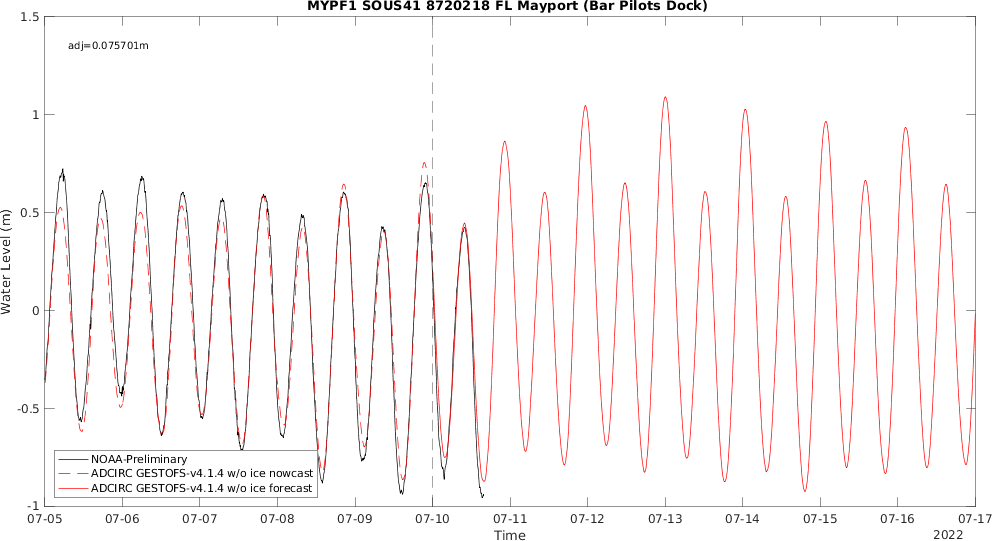 MYPF1 SOUS41 8720218 FL Mayport (Bar Pilots Dock)
adj=0.075701m
1.5
1
0.5
0
-0.5
-1
Water Level (m)
NOAA-Preliminary
ADCIRC GESTOFS-v4.1.4 w/o ice nowcast
ADCIRC GESTOFS-v4.1.4 w/o ice forecast
07-05 07-06 07-07 07-08 07-09 07-10 07-11 07-12 07-13 07-14 07-15 07-16 07-17
Time
2022